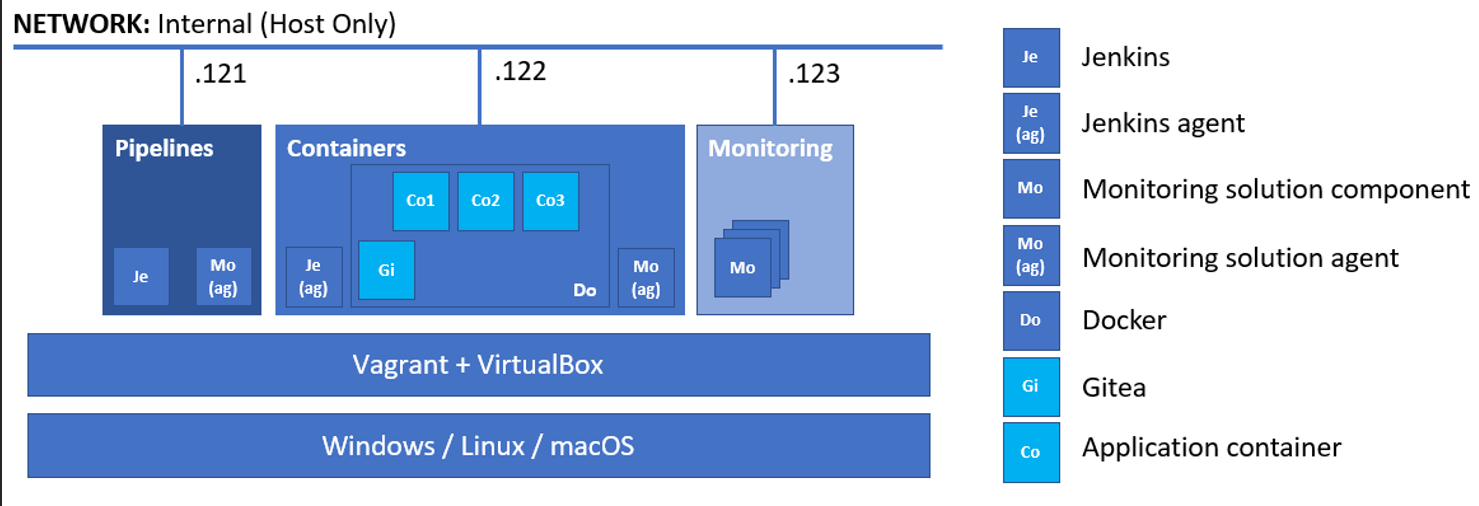 NETWORK: Internal (Host Only)
.121
.122
.123
Pipelines
Je
Mo
(ag)
Containers
Co1
Co2
Co3
Je
(ag)
Gi
Do
Mo
(ag)
Monitoring
Mo
Vagrant + VirtualBox
Windows / Linux / macOS
Je
Jenkins
Je
(ag)
Jenkins agent
Mo
Monitoring solution component
Mo
(ag)
Monitoring solution agent
Do
Docker
Gi
Gitea
Co
Application container